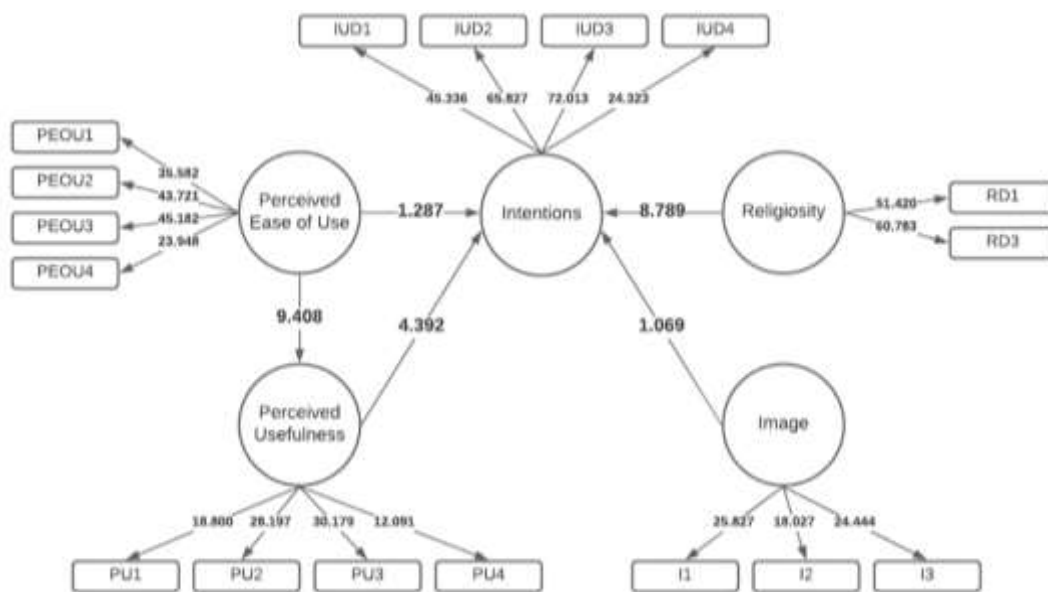 IUD1
IUD2
IUD3
IUD4
45.336
65.827
72.013
24.323
PEOU1
PEOU2
PEOU3
PEOU4
35.582
43.721
45.182
23.948
Perceived
Ease of Use
1.287
Intentions
8.789
Religiosity
51.420
60.783
RD1
RD3
9.408
4.392
1.069
Perceived
Usefulness
Image
18.800
28.197
30.179
12.091
25.827
18.027
24.444
PU1
PU2
PU3
PU4
I1
I2
I3